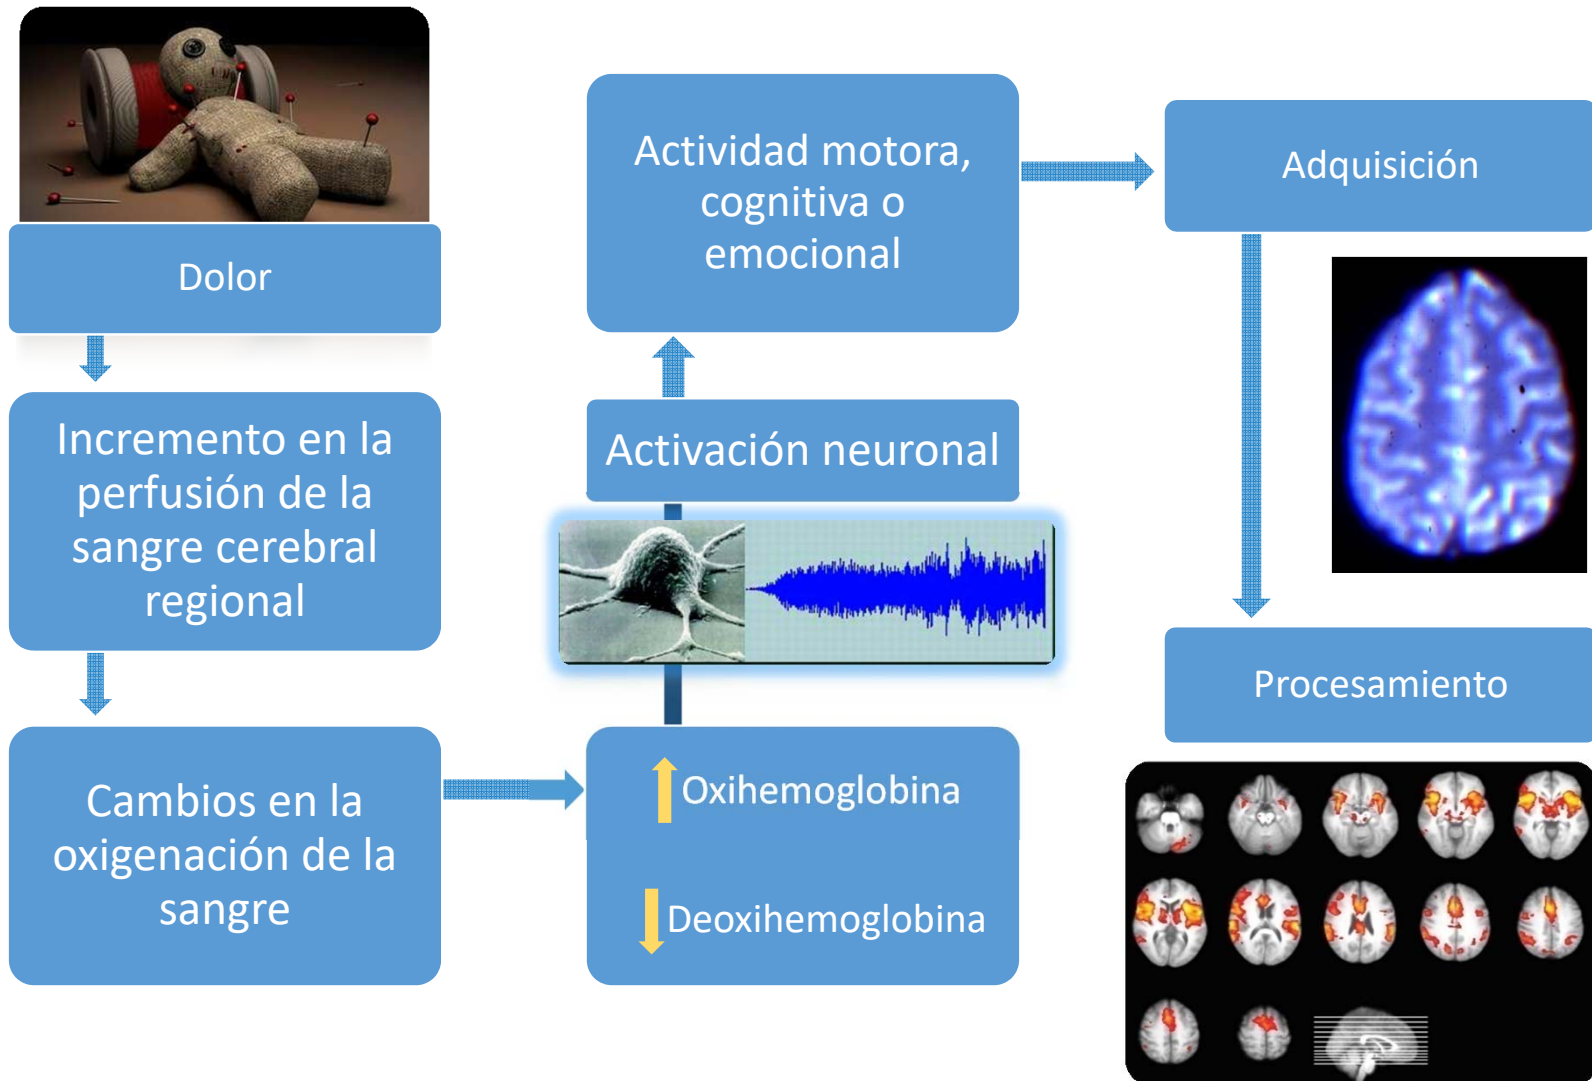 Dolor
Incremento en la
perfusión de la
sangre cerebral
regional
Cambios en la
oxigenación de la
sangre
Oxihemoglobina
Deoxihemoglobina
Activación neuronal
Actividad motora,
cognitiva o
emocional
Adquisición
Procesamiento